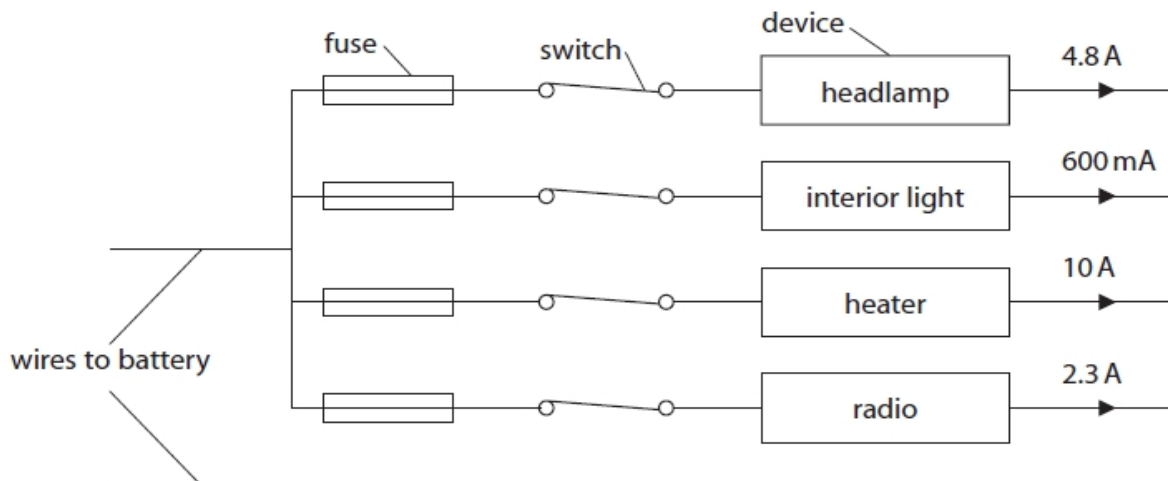 device
fuse
switch
4.8 A
headlamp
600 mA
interior light
10 A
heater
wires to battery
2.3 A
radio